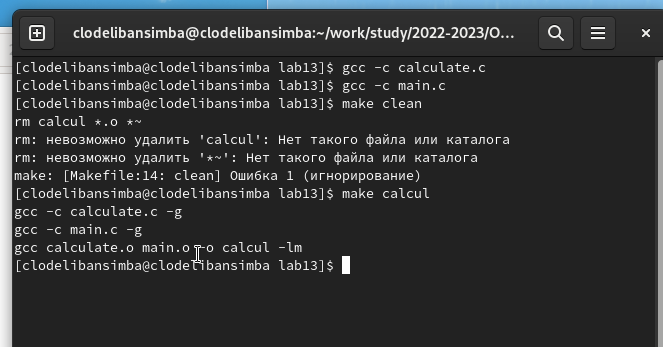 clodelibansimba@clodelibansimba:~/work/study/2022-2023/O...
[clodelibansimba@clodelibansimba lab13]$ gcc -c calculate.c
[clodelibansimba@clodelibansimba lab13]$ gcc -c main.c
[clodelibansimba@clodelibansimba lab13]$ make clean
rm calcul *.o *~
rm: невозможно удалить 'calcul': Нет такого файла или каталога
rm: невозможно удалить '*~': Нет такого файла или каталога
make: [Makefile:14: clean] Ошибка 1 (игнорирование)
[clodelibansimba@clodelibansimba lab13]$ make calcul
gcc -c calculate.c -g
gcc -c main.c -g
gcc calculate.o main.o -o calcul -lm
[clodelibansimba@clodelibansimba lab13]$